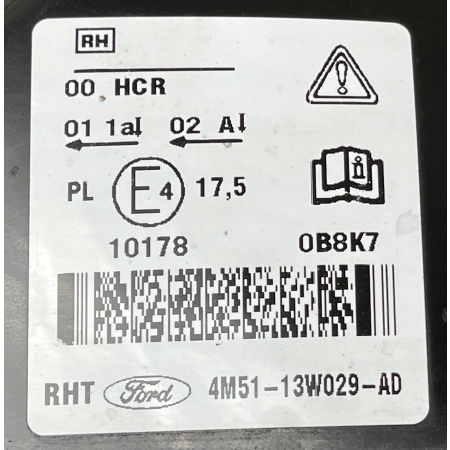 RH
00 HCR
01 1a↓ 02 A↓
PL E4 17,5
10178 0B8K7
RHT Ford 4M51-13W029-AD